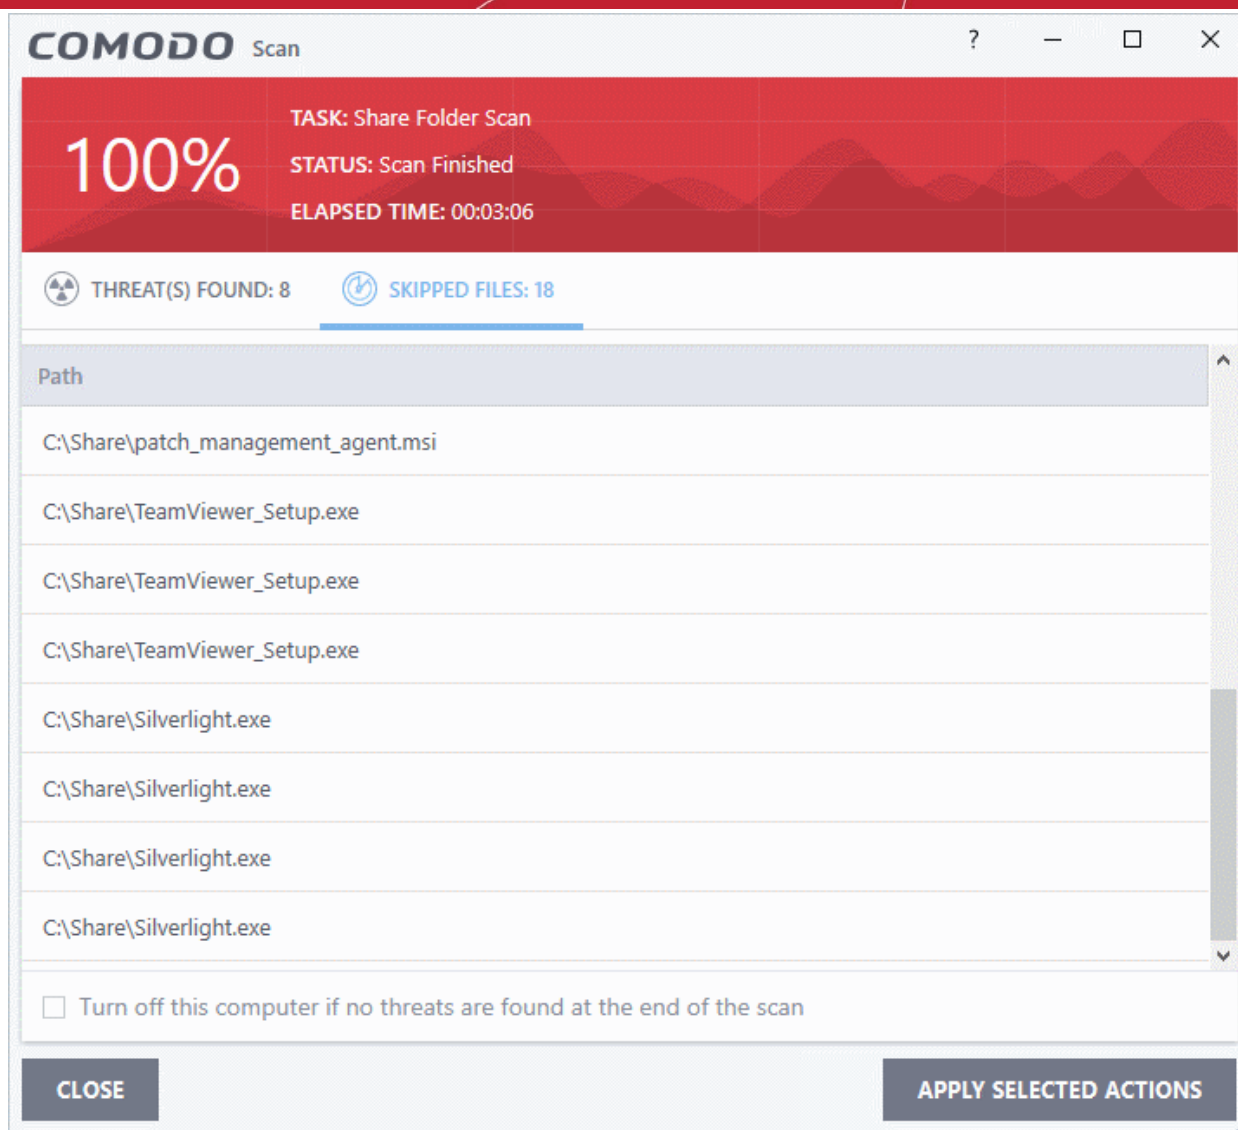 COMODO Scan ?
100%
TASK: Share Folder Scan
STATUS: Scan Finished
ELAPSED TIME: 00:03:06
THREAT(S) FOUND: 8 SKIPPED FILES: 18
Path
C:\Share\patch_management_agent.msi
C:\Share\TeamViewer_Setup.exe
C:\Share\TeamViewer_Setup.exe
C:\Share\TeamViewer_Setup.exe
C:\Share\Silverlight.exe
C:\Share\Silverlight.exe
C:\Share\Silverlight.exe
C:\Share\Silverlight.exe
Turn off this computer if no threats are found at the end of the scan
CLOSE APPLY SELECTED ACTIONS